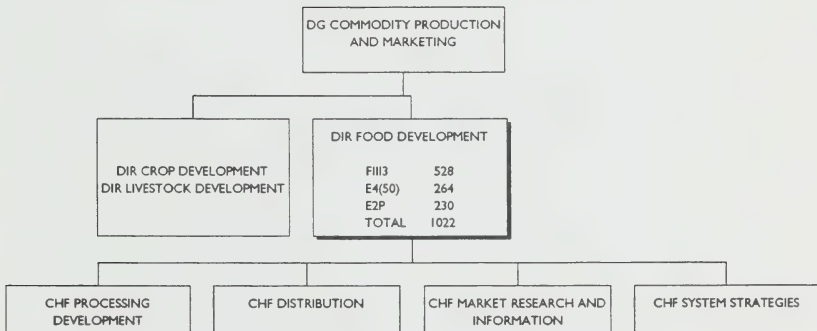 DG COMMODITY PRODUCTION
AND MARKETING
DIR CROP DEVELOPMENT
DIR LIVESTOCK DEVELOPMENT
DIR FOOD DEVELOPMENT
FIII3 528
E4(50) 264
E2P 230
TOTAL 1022
CHF PROCESSING
DEVELOPMENT
CHF DISTRIBUTION
CHF MARKET RESEARCH AND
INFORMATION
CHF SYSTEM STRATEGIES